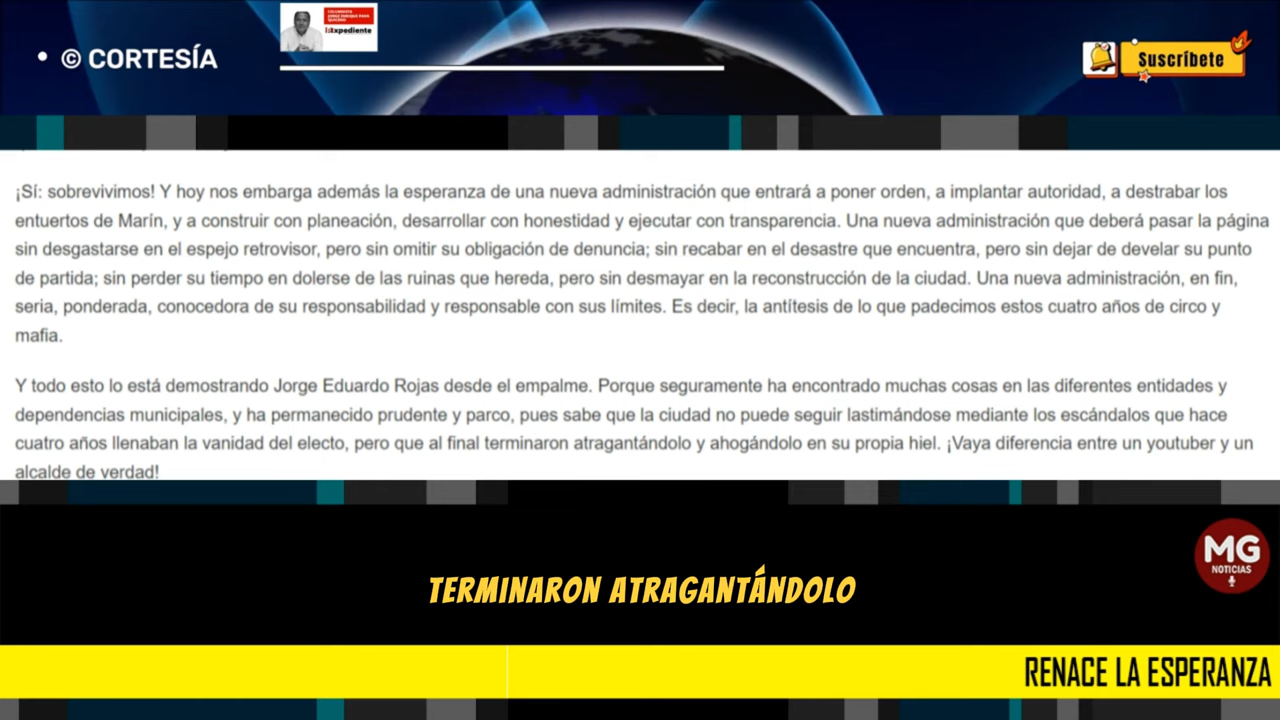 • © CORTESÍA
COLUMNISTA
JORGE ENRIQUE PAVA
QUICENO
laExpediente
Suscríbete
¡Sí: sobrevivimos! Y hoy nos embarga además la esperanza de una nueva administración que entrará a poner orden, a implantar autoridad, a destrabar los
entuertos de Marín, y a construir con planeación, desarrollar con honestidad y ejecutar con transparencia. Una nueva administración que deberá pasar la página
sin desgastarse en el espejo retrovisor, pero sin omitir su obligación de denuncia; sin recabar en el desastre que encuentra, pero sin dejar de develar su punto
de partida; sin perder su tiempo en dolerse de las ruinas que hereda, pero sin desmayar en la reconstrucción de la ciudad. Una nueva administración, en fin,
seria, ponderada, conocedora de su responsabilidad y responsable con sus límites. Es decir, la antítesis de lo que padecimos estos cuatro años de circo y
mafia.
Y todo esto lo está demostrando Jorge Eduardo Rojas desde el empalme. Porque seguramente ha encontrado muchas cosas en las diferentes entidades y
dependencias municipales, y ha permanecido prudente y parco, pues sabe que la ciudad no puede seguir lastimándose mediante los escándalos que hace
cuatro años llenaban la vanidad del electo, pero que al final terminaron atragantándolo y ahogándolo en su propia hiel. ¡Vaya diferencia entre un youtuber y un
alcalde de verdad!
MG
NOTICIAS
TERMINARON ATRAGANTÁNDOLO
RENACE LA ESPERANZA